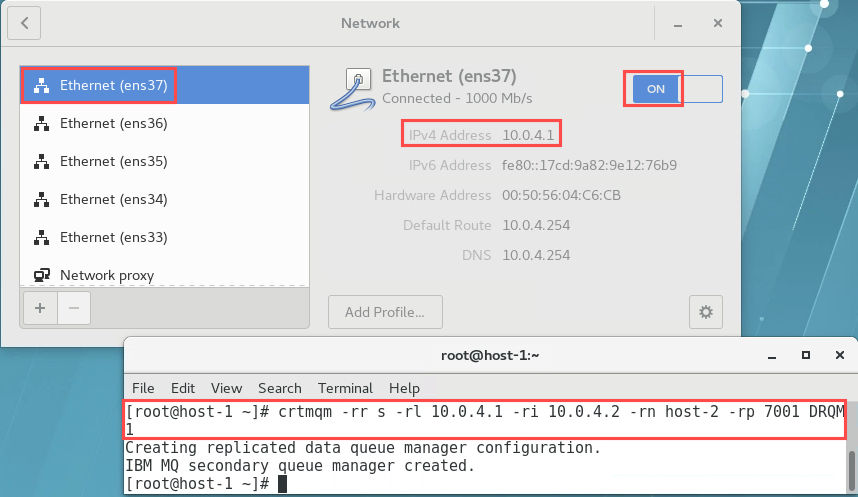 Network
Ethernet (ens37)
Ethernet (ens36)
Ethernet (ens35)
Ethernet (ens34)
Ethernet (ens33)
Network proxy
Ethernet (ens37)
Connected - 1000 Mb/s
ON
IPv4 Address 10.0.4.1
IPv6 Address fe80::17cd:9a82:9e12:76b9
Hardware Address 00:50:56:04:C6:CB
Default Route 10.0.4.254
DNS 10.0.4.254
Add Profile...
root@host-1:~
File Edit View Search Terminal Help
[root@host-1 ~]# crtmqm -rr s -rl 10.0.4.1 -ri 10.0.4.2 -rn host-2 -rp 7001 DRQM
1
Creating replicated data queue manager configuration.
IBM MQ secondary queue manager created.
[root@host-1 ~]#